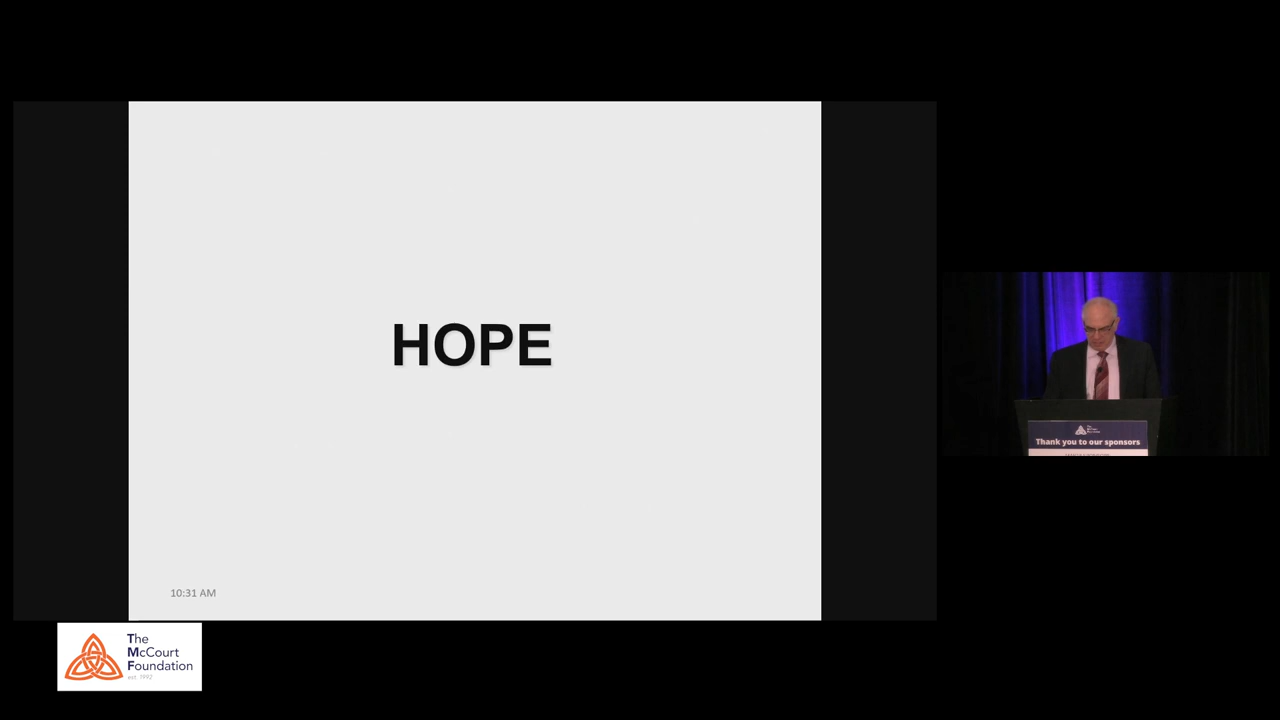 HOPE
10:31 AM
The
McCourt
Foundation
est. 1992
Thank you to our sponsors